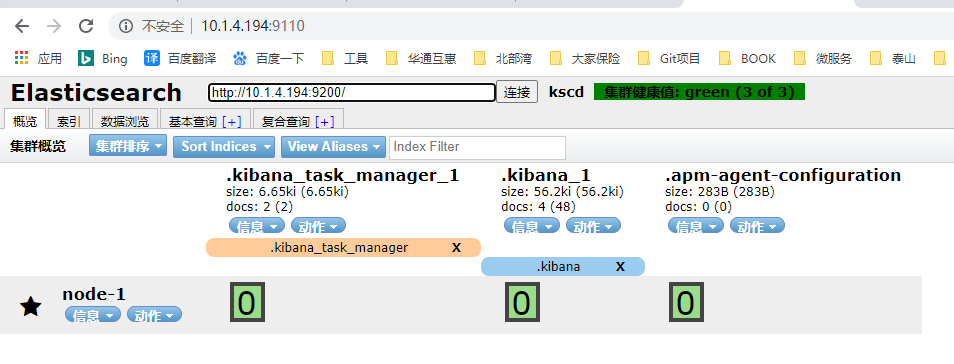 不安全 10.1.4.194:9110
应用 Bing 译 百度翻译 百度一下 工具 华通互惠 北部湾 大家保险 Git项目 BOOK 微服务 泰山
Elasticsearch http://10.1.4.194:9200/ 连接 kscd 集群健康值: green (3 of 3)
概览 索引 数据浏览 基本查询 [+] 复合查询 [+]
集群概览 集群排序 Sort Indices View Aliases Index Filter
.kibana_task_manager_1 .kibana_1 .apm-agent-configuration
size: 6.65ki (6.65ki) size: 56.2ki (56.2ki) size: 283B (283B)
docs: 2 (2) docs: 4 (48) docs: 0 (0)
信息 动作 信息 动作 信息 动作
.kibana_task_manager X
.kibana X
node-1 0 0 0
信息 动作